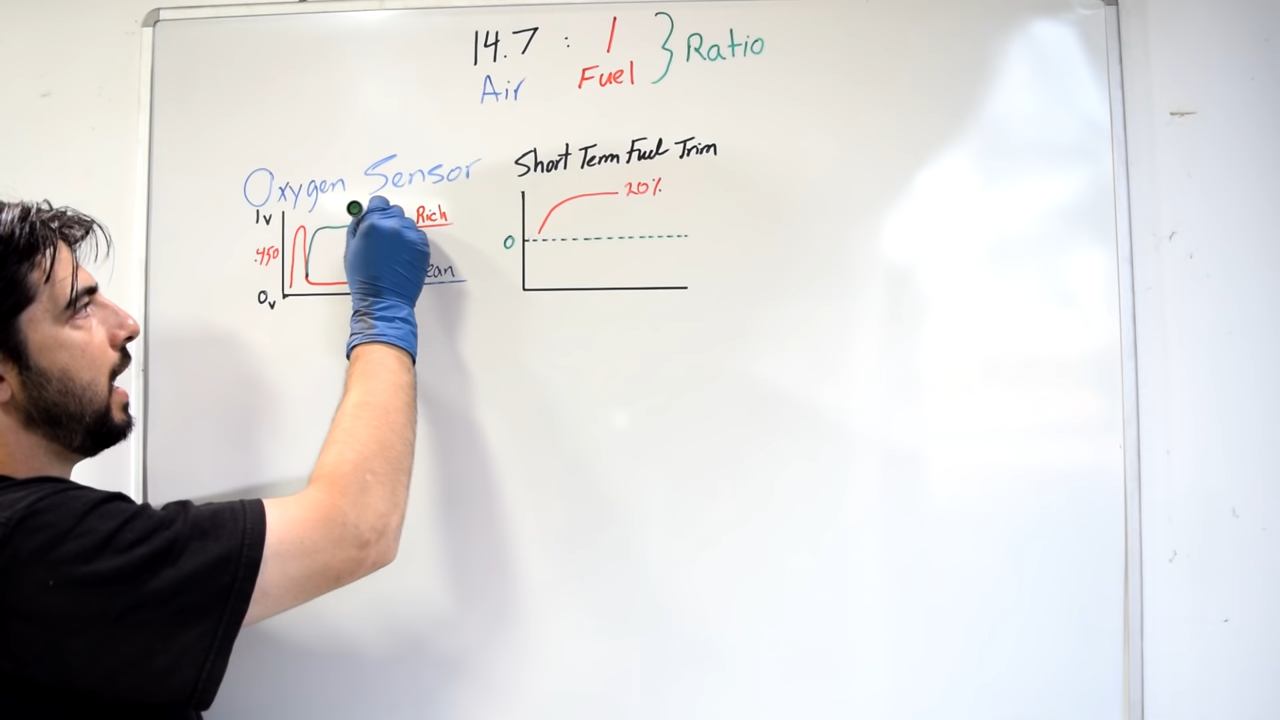 14.7 : 1 } Ratio
Air Fuel
Oxygen Sensor
Short Term Fuel Trim
1v
Rich
.450
0v
20%
0